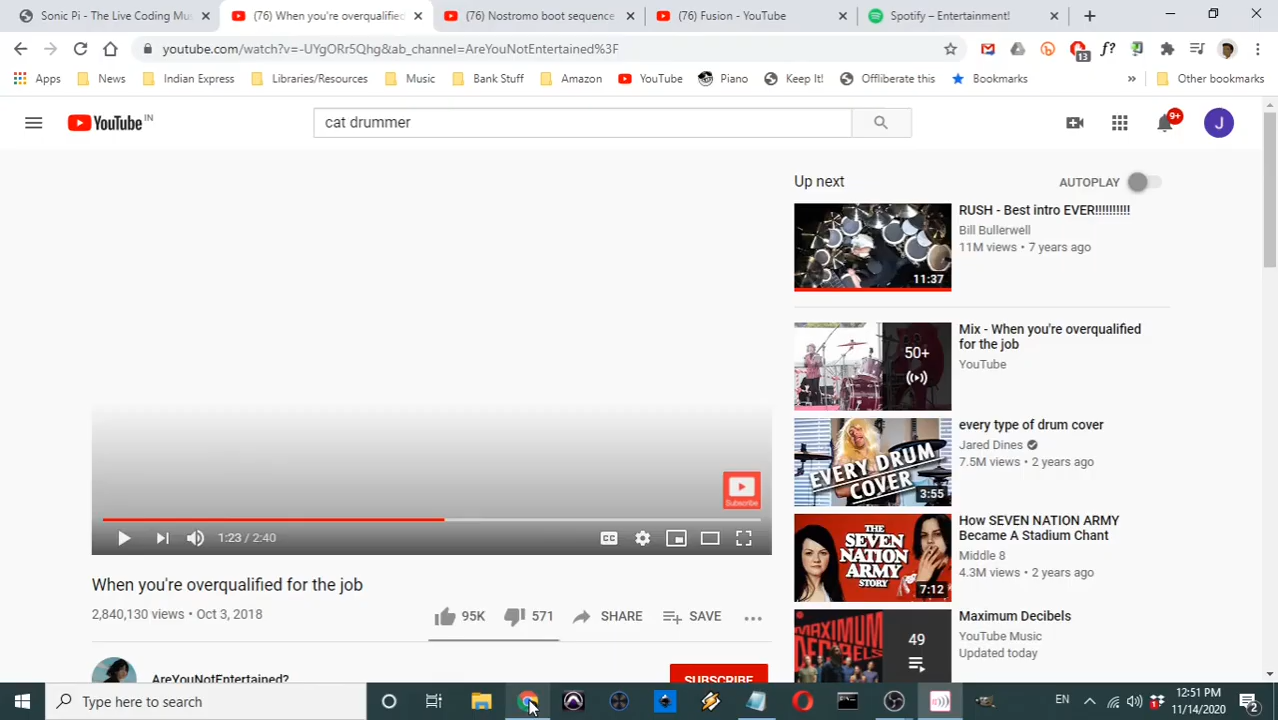 Sonic Pi - The Live Coding Mus
(76) When you're overqualified
(76) Nostromo boot sequence
(76) Fusion - YouTube
Spotify – Entertainment!
youtube.com/watch?v=-UYgORr5Qhg&ab_channel=AreYouNotEntertained%3F
13
f?
Apps
News
Indian Express
Libraries/Resources
Music
Bank Stuff
Amazon
YouTube
Piano
Keep It!
Offliberate this
Bookmarks
»
Other bookmarks
YouTube IN
cat drummer
9+
J
Up next
AUTOPLAY
11:37
RUSH - Best intro EVER!!!!!!!!!!
Bill Bullerwell
11M views • 7 years ago
50+
Mix - When you're overqualified
for the job
YouTube
EVERY DRUM
COVER
3:55
every type of drum cover
Jared Dines
7.5M views • 2 years ago
THE
SEVEN
NATION
ARMY
STORY
7:12
How SEVEN NATION ARMY
Became A Stadium Chant
Middle 8
4.3M views • 2 years ago
MAXIMUM
DECIBELS
49
Maximum Decibels
YouTube Music
Updated today
Subscribe
1:23 / 2:40
CC
When you're overqualified for the job
2,840,130 views • Oct 3, 2018
95K
571
SHARE
SAVE
AreYouNotEntertained?
SUBSCRIBE
Type here to search
EN
12:51 PM
11/14/2020
2